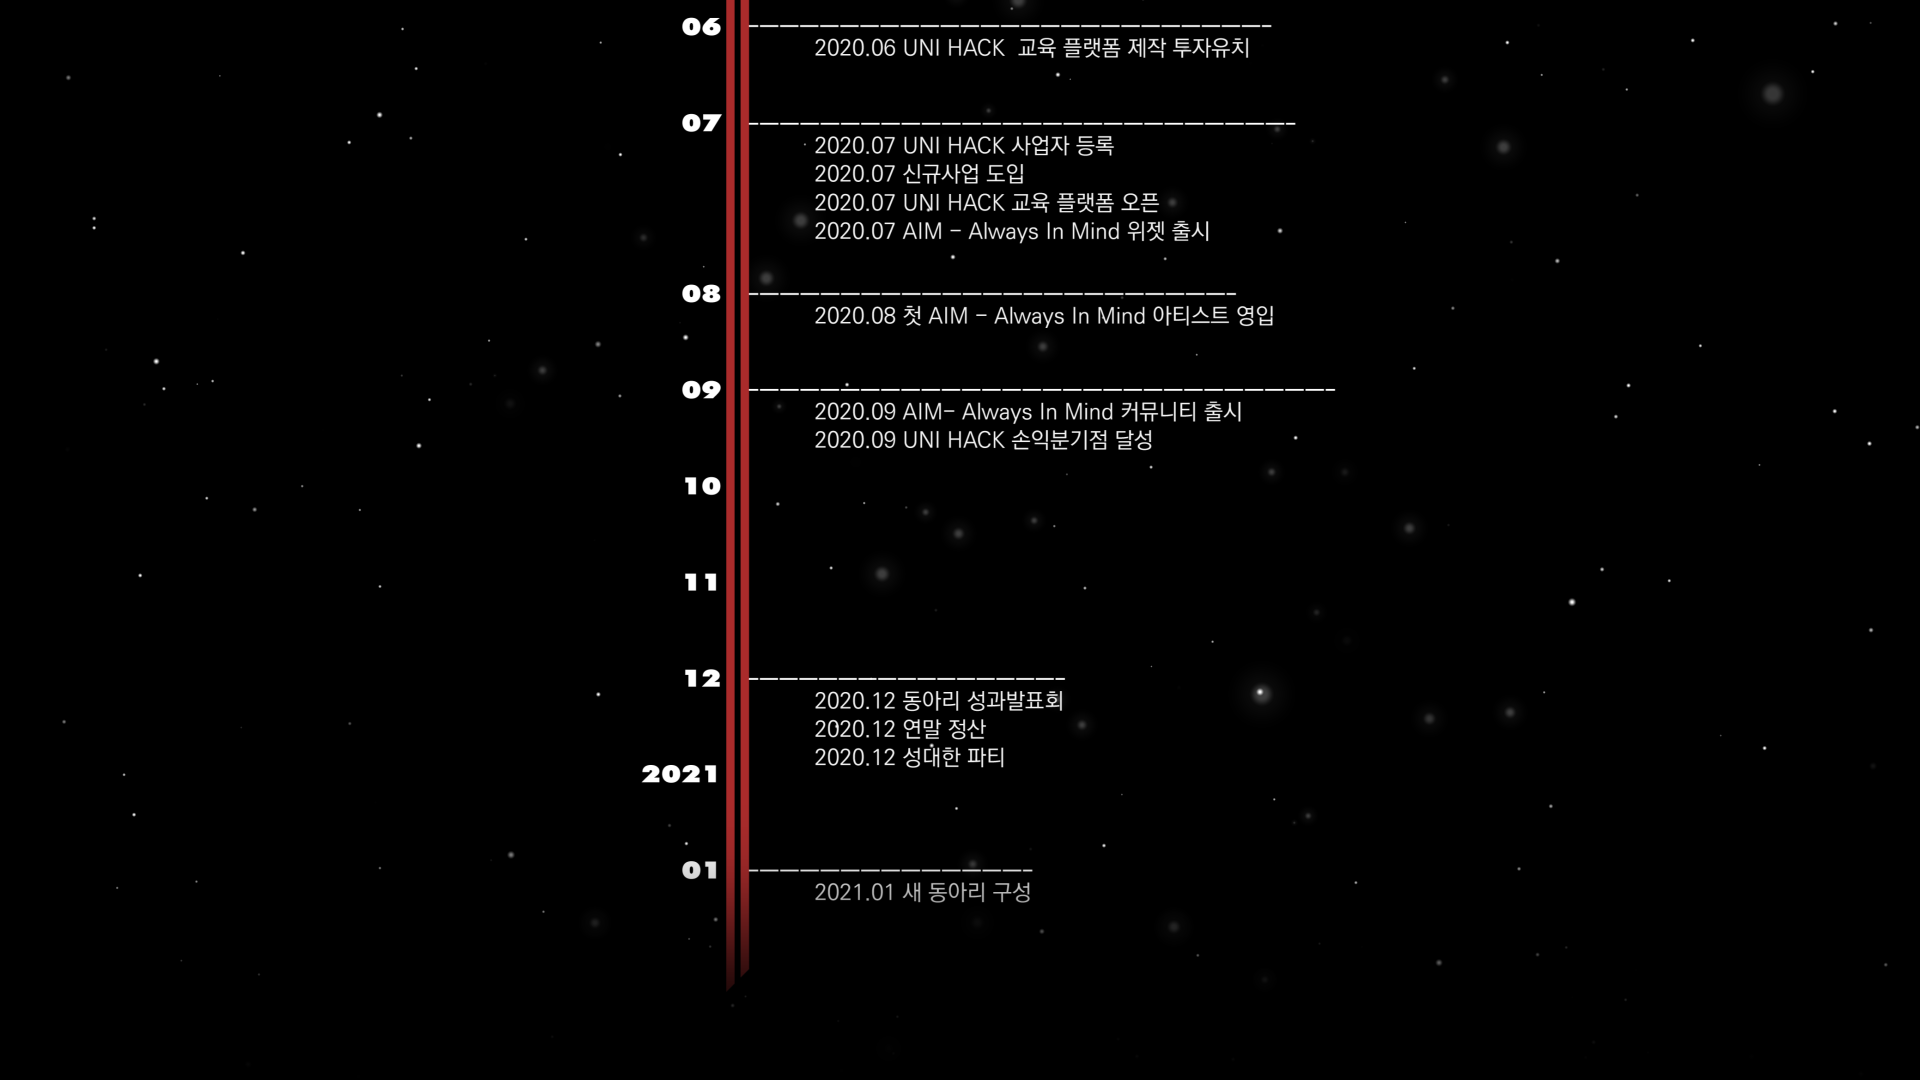 06
2020.06 UNI HACK 교육 플랫폼 제작 투자유치
07
2020.07 UNI HACK 사업자 등록
2020.07 신규사업 도입
2020.07 UNI HACK 교육 플랫폼 오픈
2020.07 AIM - Always In Mind 위젯 출시
08
2020.08 첫 AIM - Always In Mind 아티스트 영입
09
2020.09 AIM- Always In Mind 커뮤니티 출시
2020.09 UNI HACK 손익분기점 달성
10
11
12
2020.12 동아리 성과발표회
2020.12 연말 정산
2020.12 성대한 파티
2021
01
2021.01 새 동아리 구성